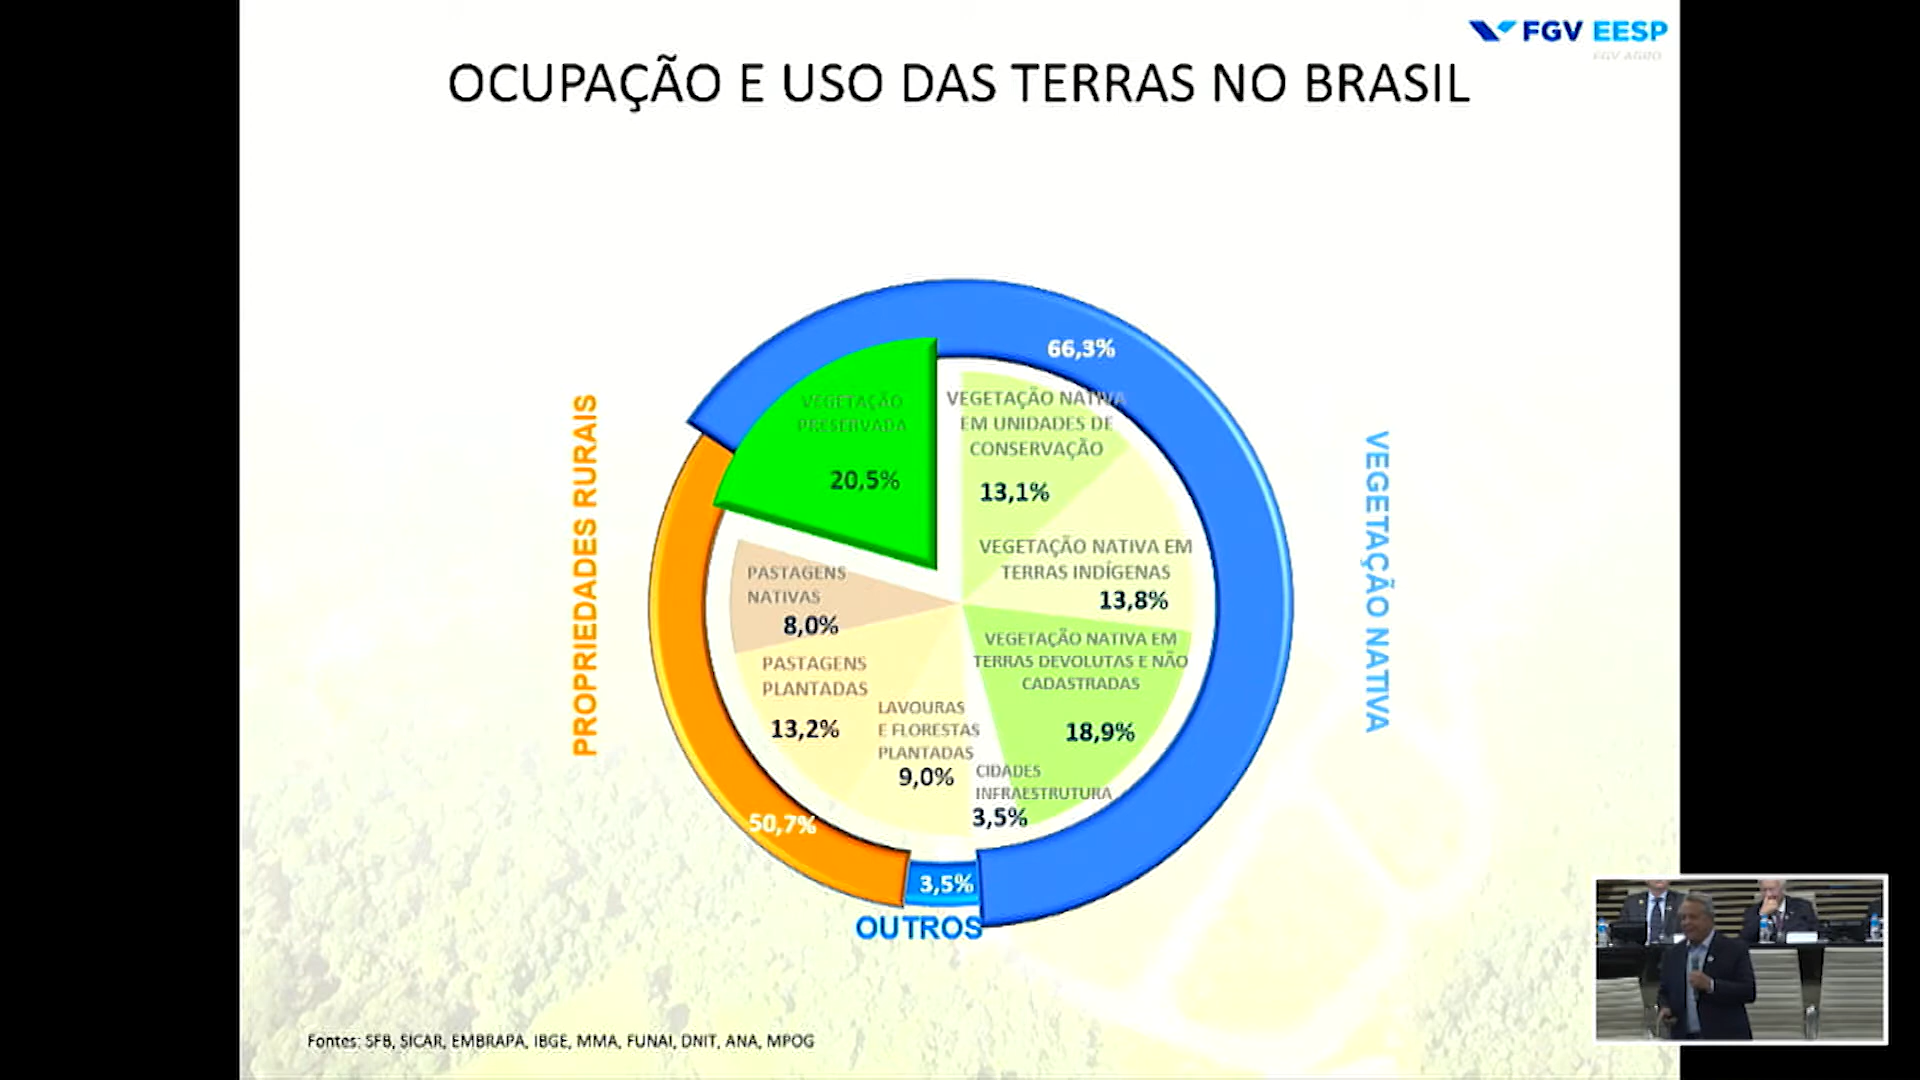 FGV EESP
FGV AGRO
OCUPAÇÃO E USO DAS TERRAS NO BRASIL
66,3%
VEGETAÇÃO
PRESERVADA
20,5%
VEGETAÇÃO NATIVA
EM UNIDADES DE
CONSERVAÇÃO
13,1%
VEGETAÇÃO NATIVA EM
TERRAS INDÍGENAS
13,8%
PROPRIEDADES RURAIS
VEGETAÇÃO NATIVA
PASTAGENS
NATIVAS
8,0%
VEGETAÇÃO NATIVA EM
TERRAS DEVOLUTAS E NÃO
CADASTRADAS
18,9%
PASTAGENS
PLANTADAS
13,2%
LAVOURAS
E FLORESTAS
PLANTADAS
9,0%
CIDADES
INFRAESTRUTURA
3,5%
50,7%
3,5%
OUTROS
Fontes: SFB, SICAR, EMBRAPA, IBGE, MMA, FUNAI, DNIT, ANA, MPOG